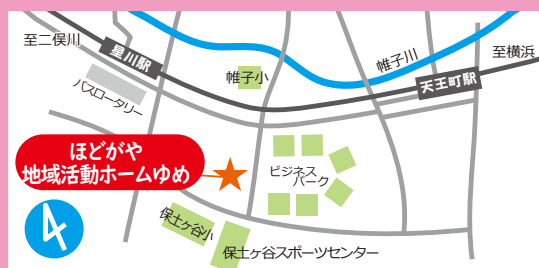 至二俣川
星川駅
バスロータリー
帷子小
帷子川
至横浜
天王町駅
ほどがや
地域活動ホームゆめ
ビジネス
パーク
4
保土ヶ谷小
保土ヶ谷スポーツセンター